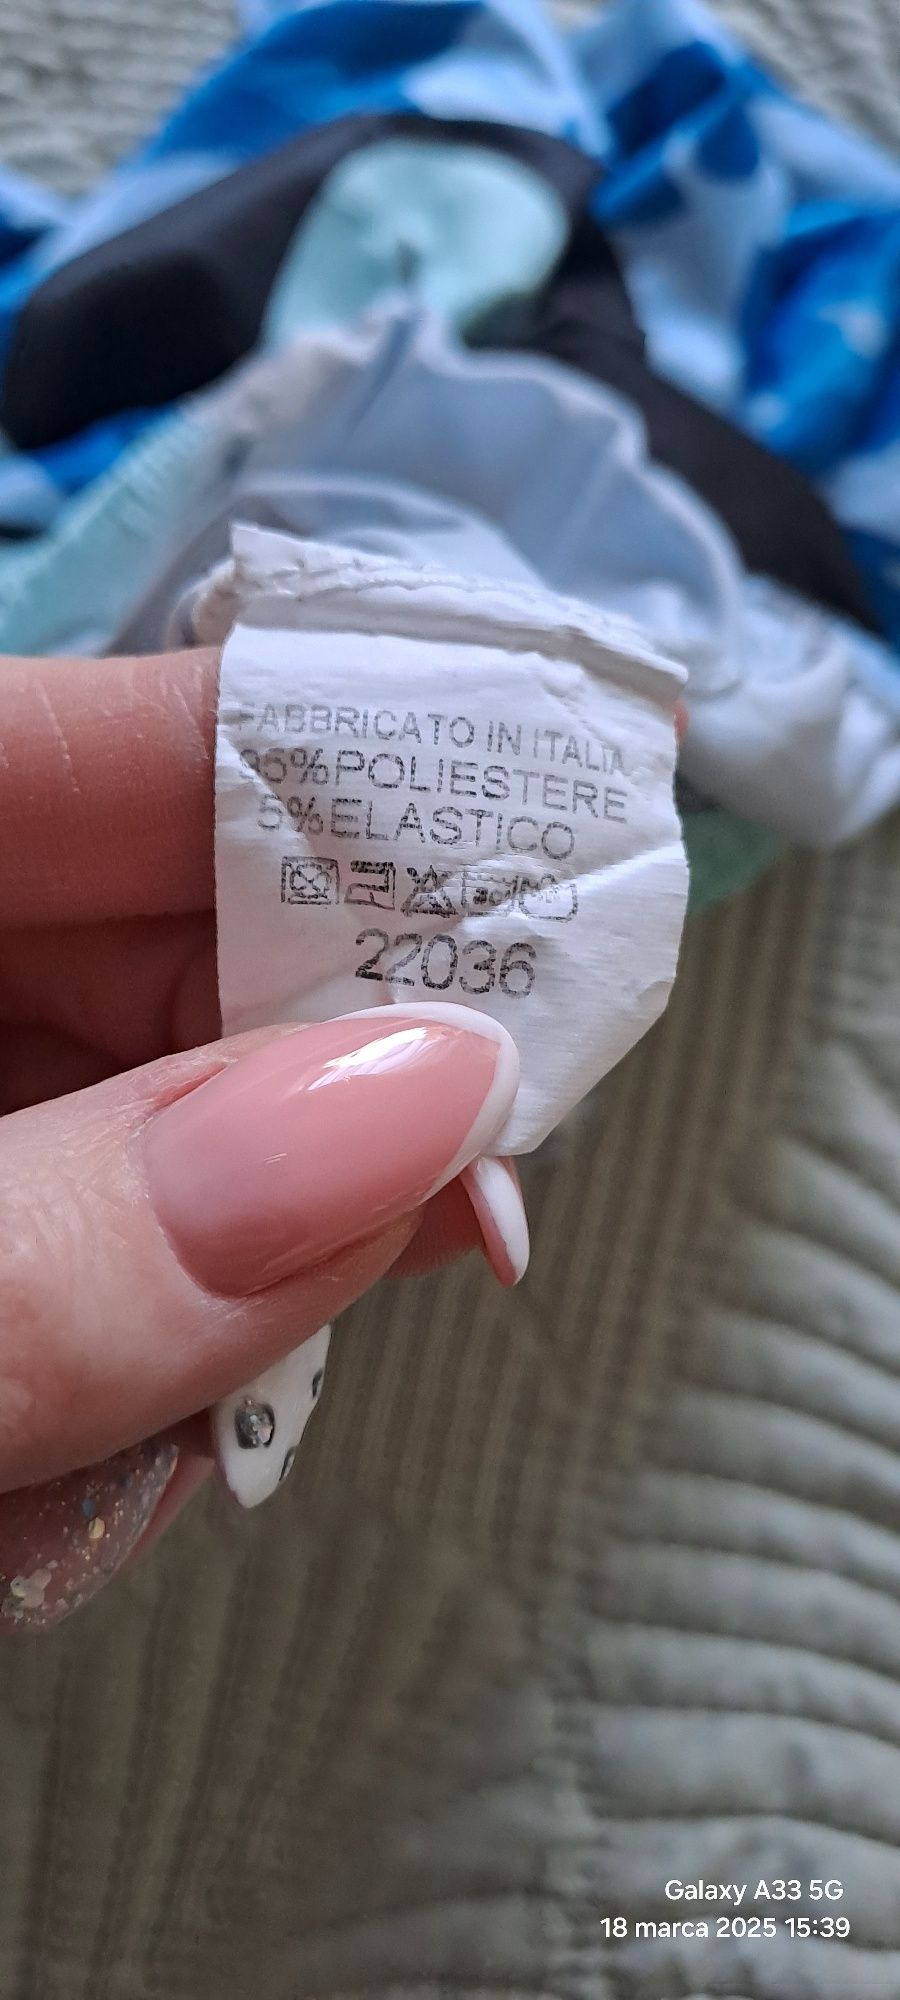 FABBRICATO IN ITALIA
95%POLIESTERE
5%ELASTICO
22036
Galaxy A33 5G
18 marca 2025 15:39